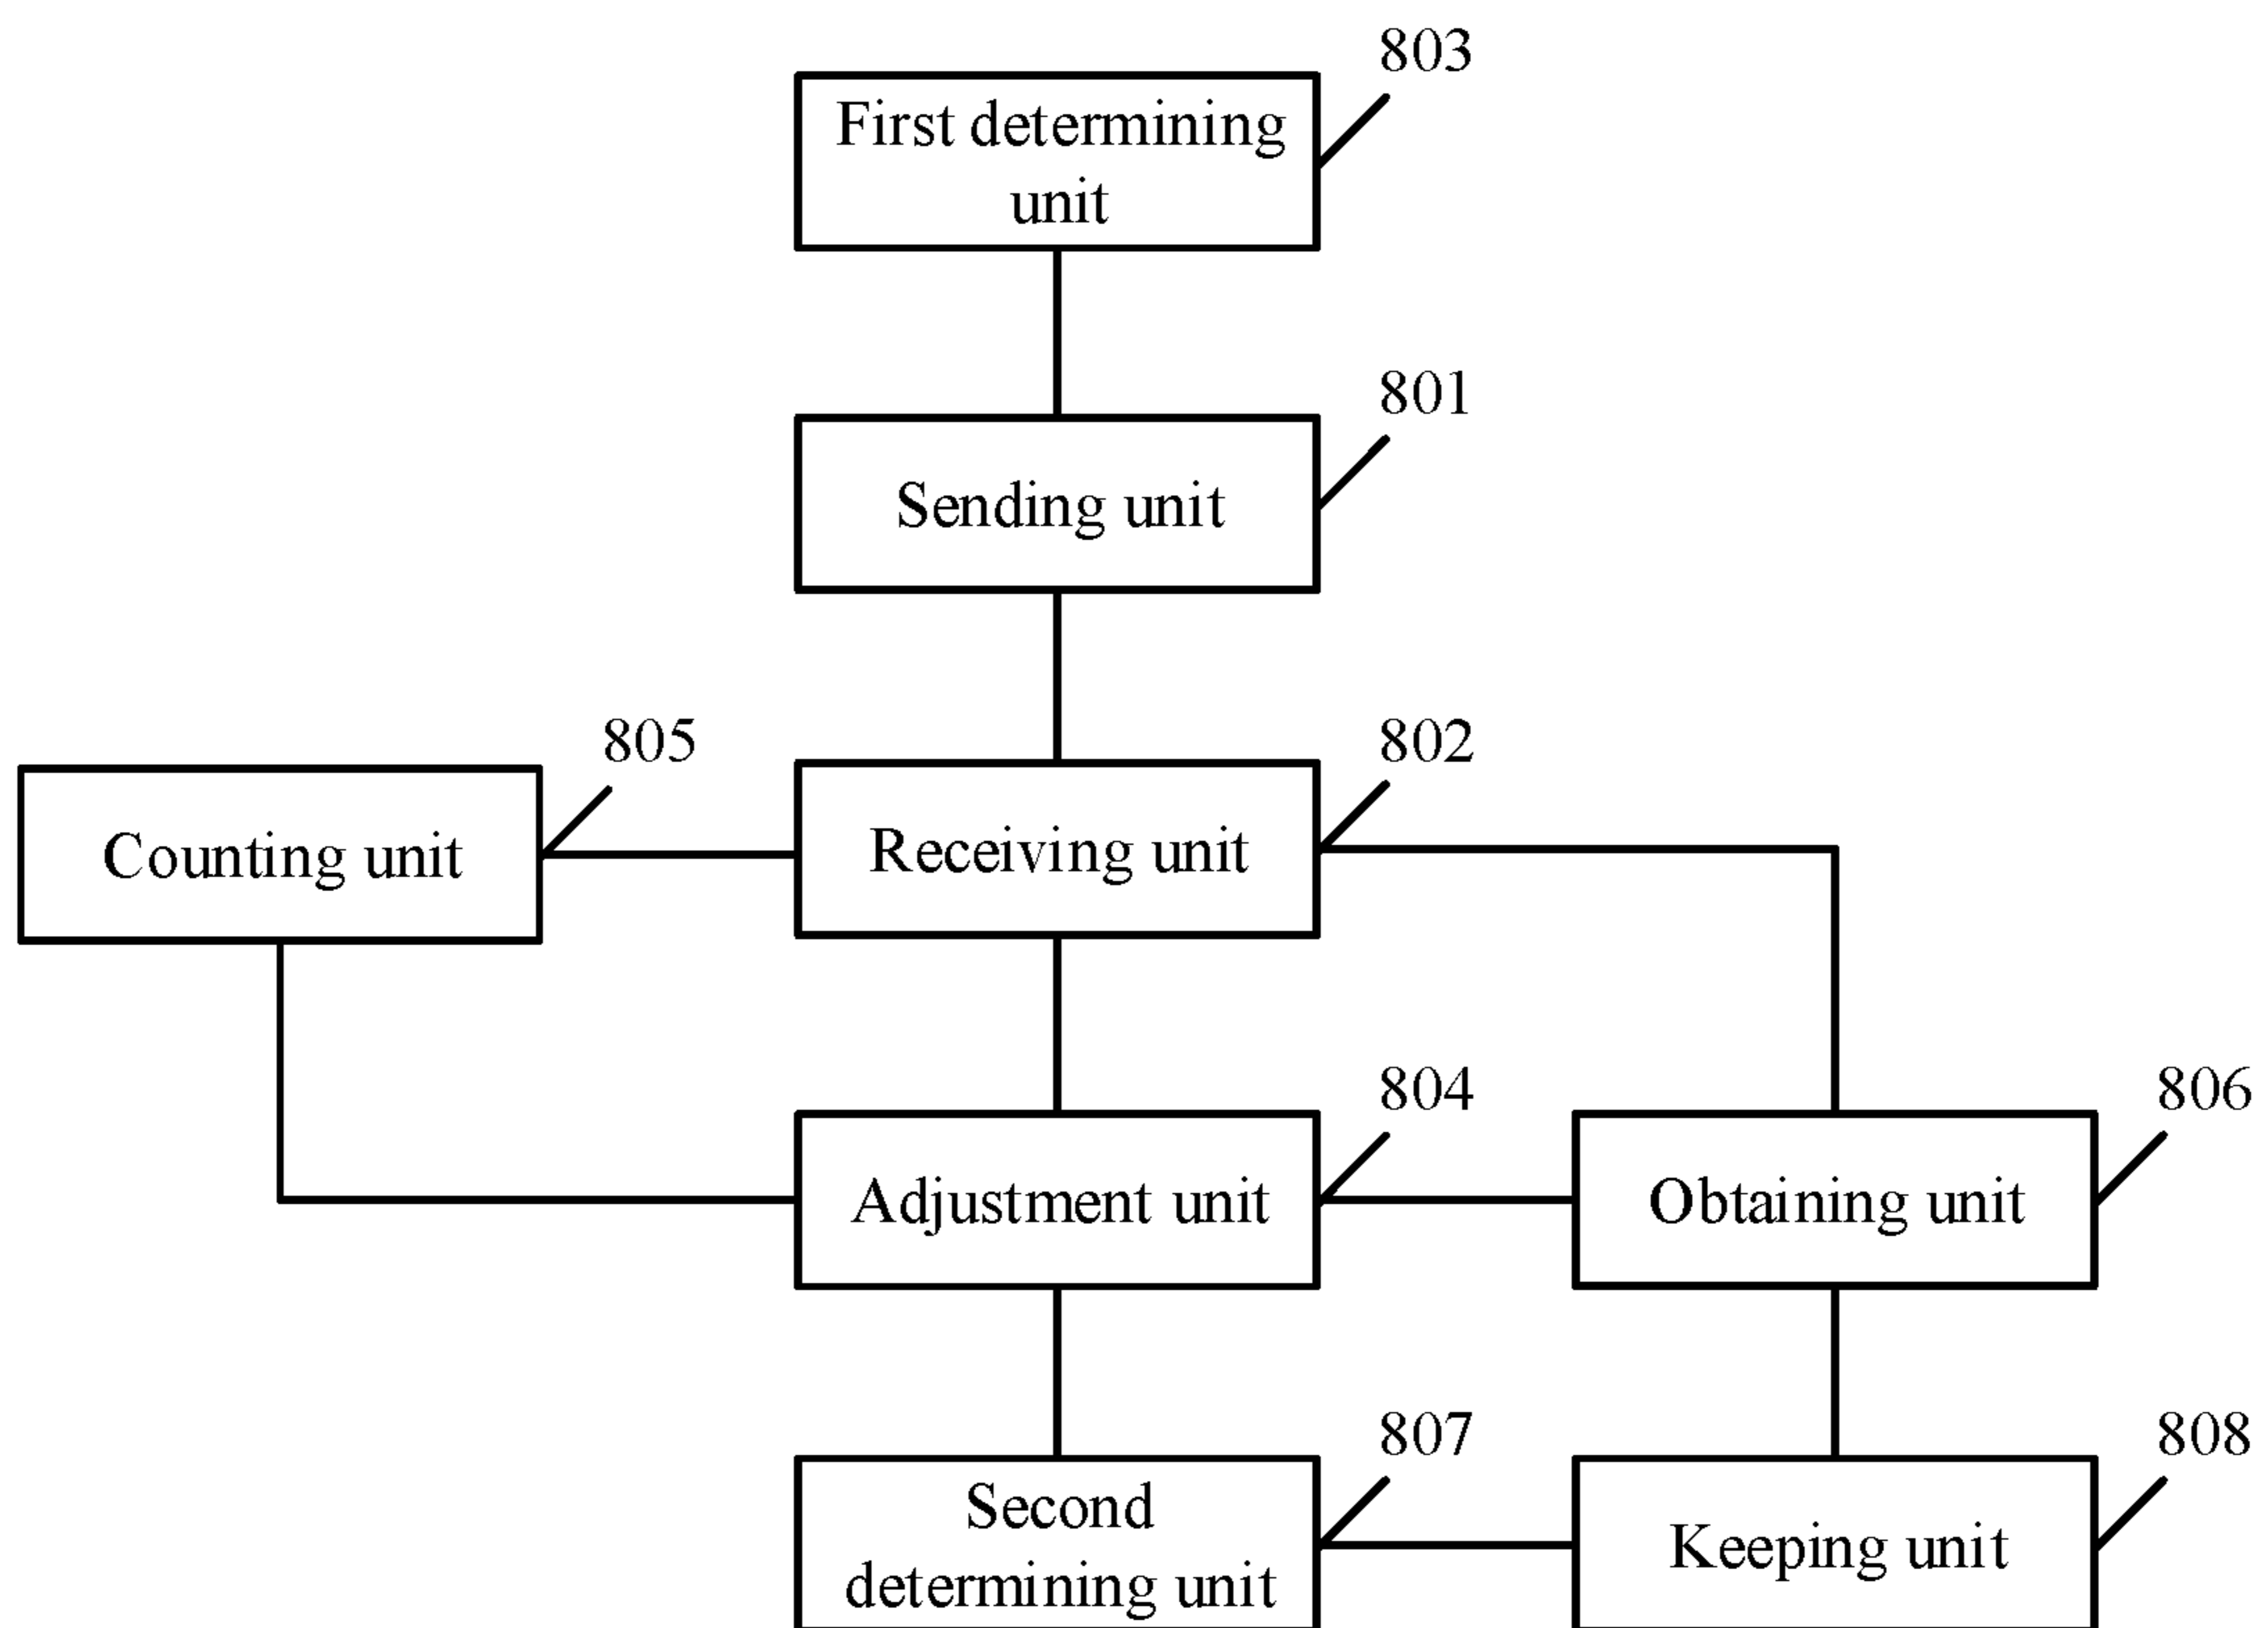 803
First determining
unit
801
Sending unit
805
802
Counting unit
Receiving unit
804
806
Adjustment unit
Obtaining unit
807
808
Second
determining unit
Keeping unit